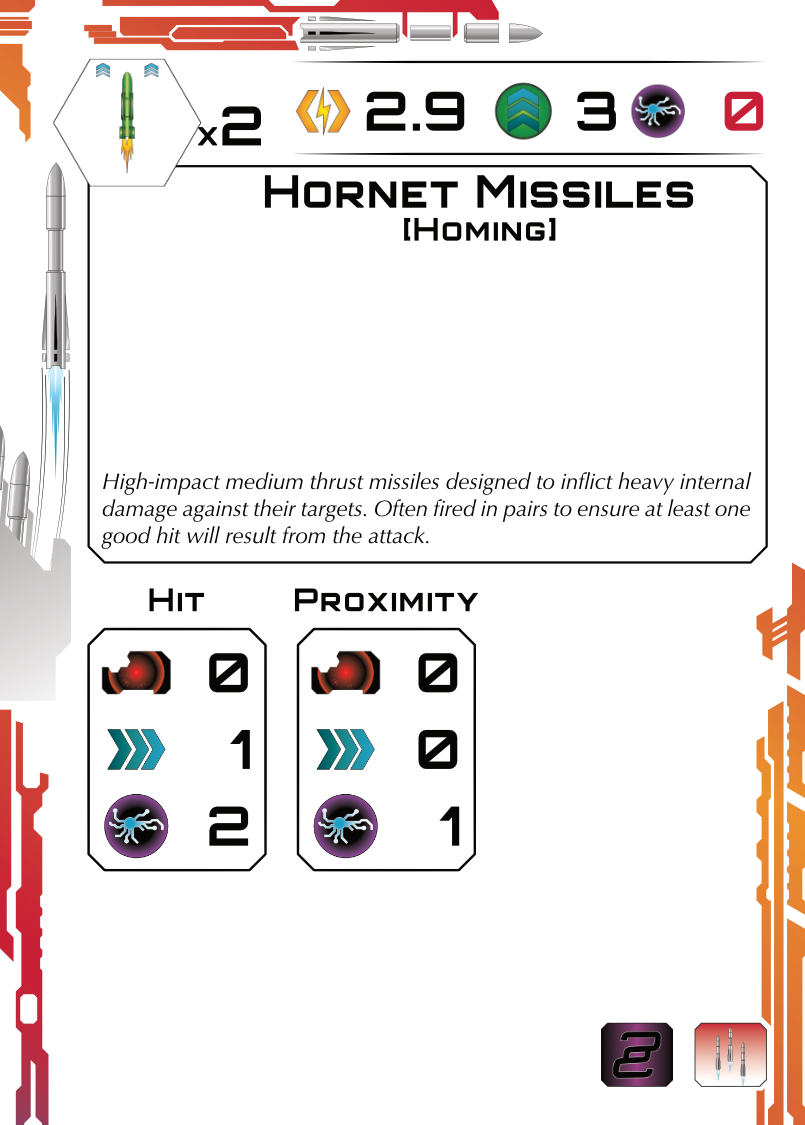 x2 2.9 3 0
Hornet Missiles
[Homing]
High-impact medium thrust missiles designed to inflict heavy internal
damage against their targets. Often fired in pairs to ensure at least one
good hit will result from the attack.
Hit Proximity
0 0
1 0
2 1
2